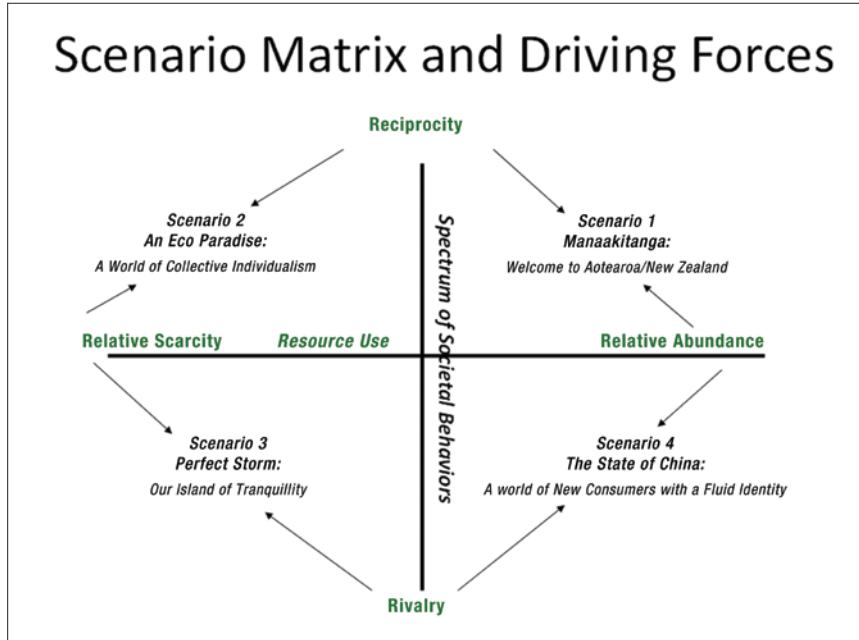 Scenario Matrix and Driving Forces
Reciprocity
Scenario 2
An Eco Paradise:
A World of Collective Individualism
Scenario 1
Manaakitanga:
Welcome to Aotearoa/New Zealand
Spectrum of Societal Behaviors
Relative Scarcity
Resource Use
Relative Abundance
Scenario 3
Perfect Storm:
Our Island of Tranquillity
Scenario 4
The State of China:
A world of New Consumers with a Fluid Identity
Rivalry